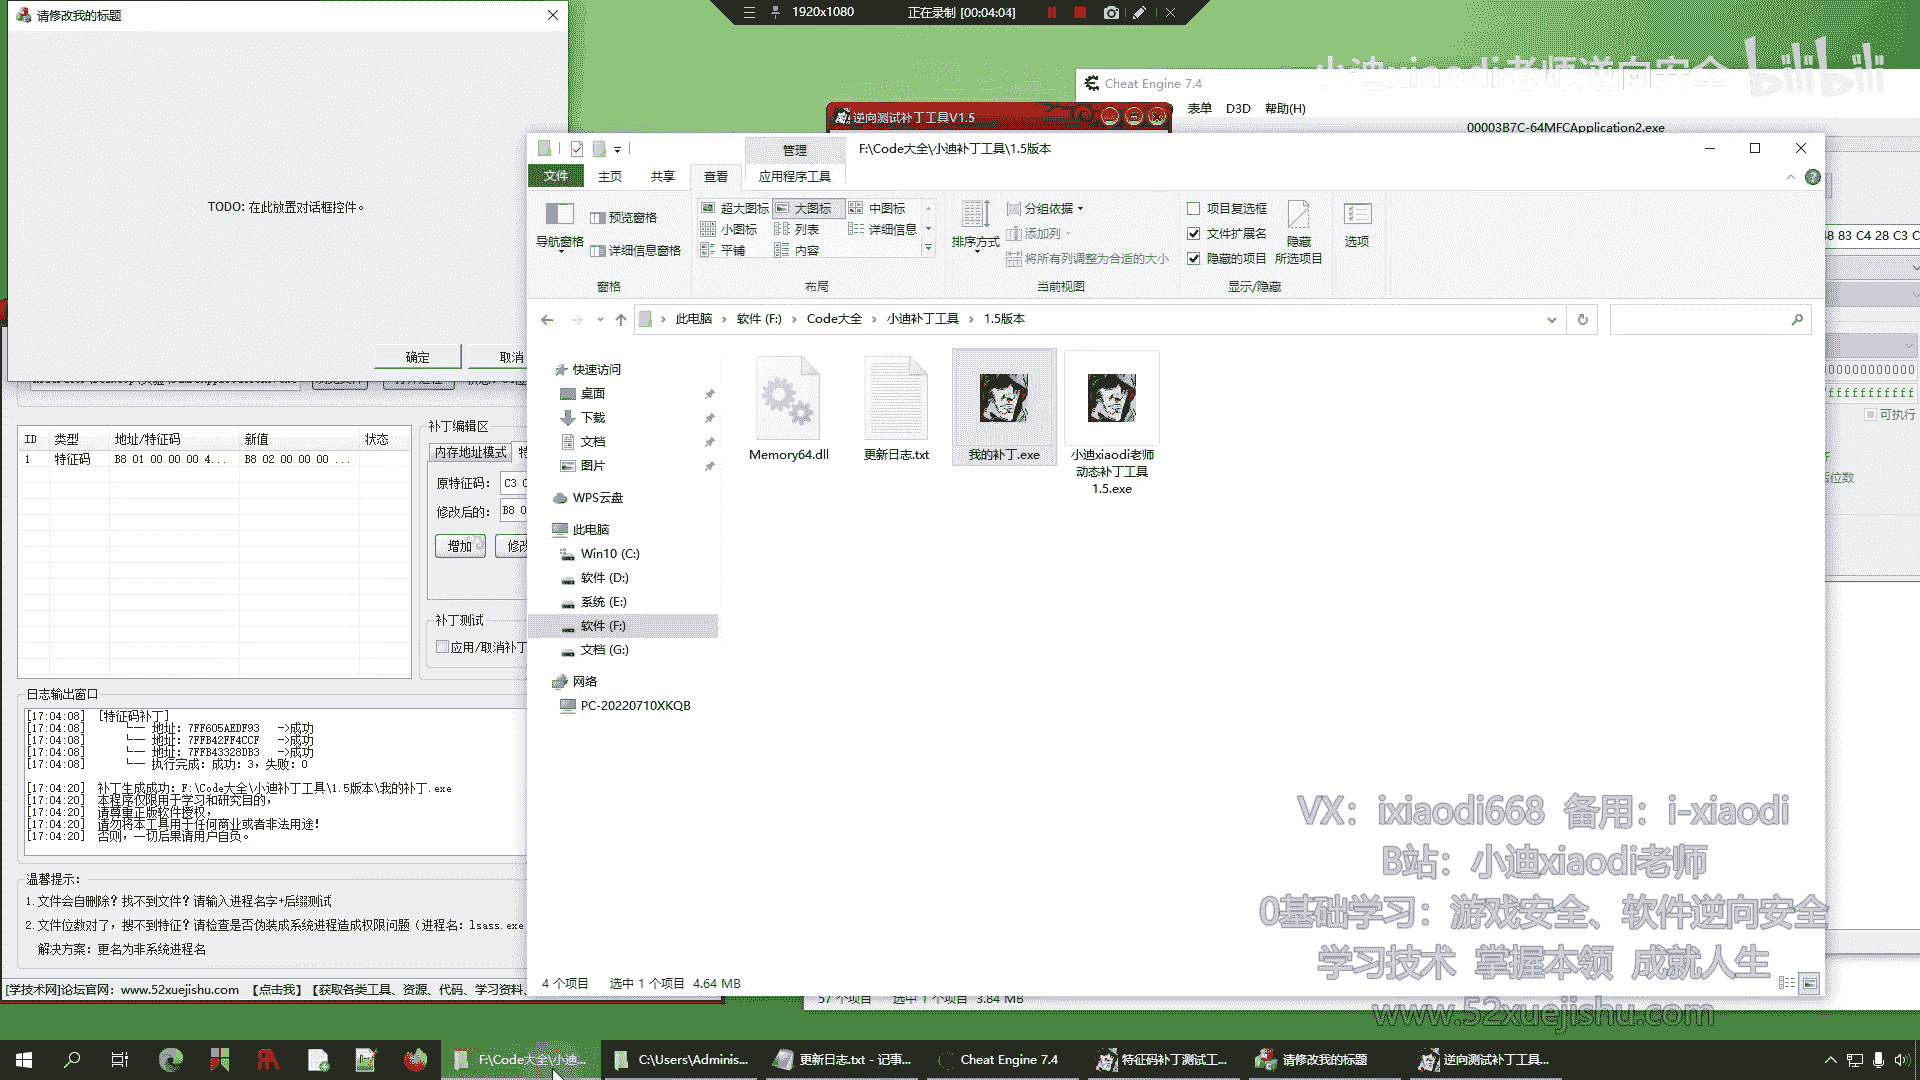 请修改我的标题
1920x1080
正在录制 [00:04:04]
小迪xiaodi老师逆向安全
bilibili
Cheat Engine 7.4
表单 D3D 帮助(H)
00003B7C-64MFCApplication2.exe
逆向测试补丁工具V1.5
TODO: 在此放置对话框控件。
确定
取消
管理
F:\Code大全\小迪补丁工具\1.5版本
文件
主页
共享
查看
应用程序工具
导航窗格
预览窗格
详细信息窗格
窗格
超大图标
大图标
中图标
小图标
列表
详细信息
平铺
内容
布局
排序方式
分组依据
添加列
将所有列调整为合适的大小
当前视图
项目复选框
文件扩展名
隐藏的项目
隐藏
所选项目
显示/隐藏
选项
此电脑
软件 (F:)
Code大全
小迪补丁工具
1.5版本
快速访问
桌面
下载
文档
图片
WPS云盘
此电脑
Win10 (C:)
软件 (D:)
系统 (E:)
软件 (F:)
文档 (G:)
网络
PC-20220710XKQB
Memory64.dll
更新日志.txt
我的补丁.exe
小迪xiaodi老师
动态补丁工具
1.5.exe
4 个项目
选中 1 个项目 4.64 MB
57 个项目 选中 1 个项目 3.84 MB
83 C4 28 C3 C
可执行
ID 类型 地址/特征码 新值 状态
1 特征码 B8 01 00 00 00 4... B8 02 00 00 00 ...
补丁编辑区
内存地址模式
原特征码:
修改后的:
B8 0
增加
补丁测试
应用/取消补丁
日志输出窗口
[17:04:08] [特征码补丁]
[17:04:08] └─ 地址: 7FF605AEDF93 ->成功
[17:04:08] └─ 地址: 7FFB42FF4CCF ->成功
[17:04:08] └─ 地址: 7FFB43328DB3 ->成功
[17:04:08] └─ 执行完成: 成功: 3, 失败: 0
[17:04:20] 补丁生成成功: F:\Code大全\小迪补丁工具\1.5版本\我的补丁.exe
[17:04:20] 本程序仅限用于学习和研究目的,
[17:04:20] 请尊重正版软件授权,
[17:04:20] 请勿将本工具用于任何商业或者非法用途!
[17:04:20] 否则,一切后果请用户自负。
温馨提示:
1.文件会自删除? 找不到文件? 请输入进程名字+后缀测试
2.文件位数对了, 搜不到特征? 请检查是否伪装成系统进程造成权限问题 (进程名: lsass.exe
解决方案: 更名为非系统进程名
[学技术网]论坛官网: www.52xuejishu.com 【点击我】【获取各类工具、资源、代码、学习资料、
VX: ixiaodi668 备用: i-xiaodi
B站: 小迪xiaodi老师
0基础学习: 游戏安全、软件逆向安全
学习技术 掌握本领 成就人生
www.52xuejishu.com
F:\Code大全\小迪...
C:\Users\Adminis...
更新日志.txt - 记事...
Cheat Engine 7.4
特征码补丁测试工...
请修改我的标题
逆向测试补丁工具...